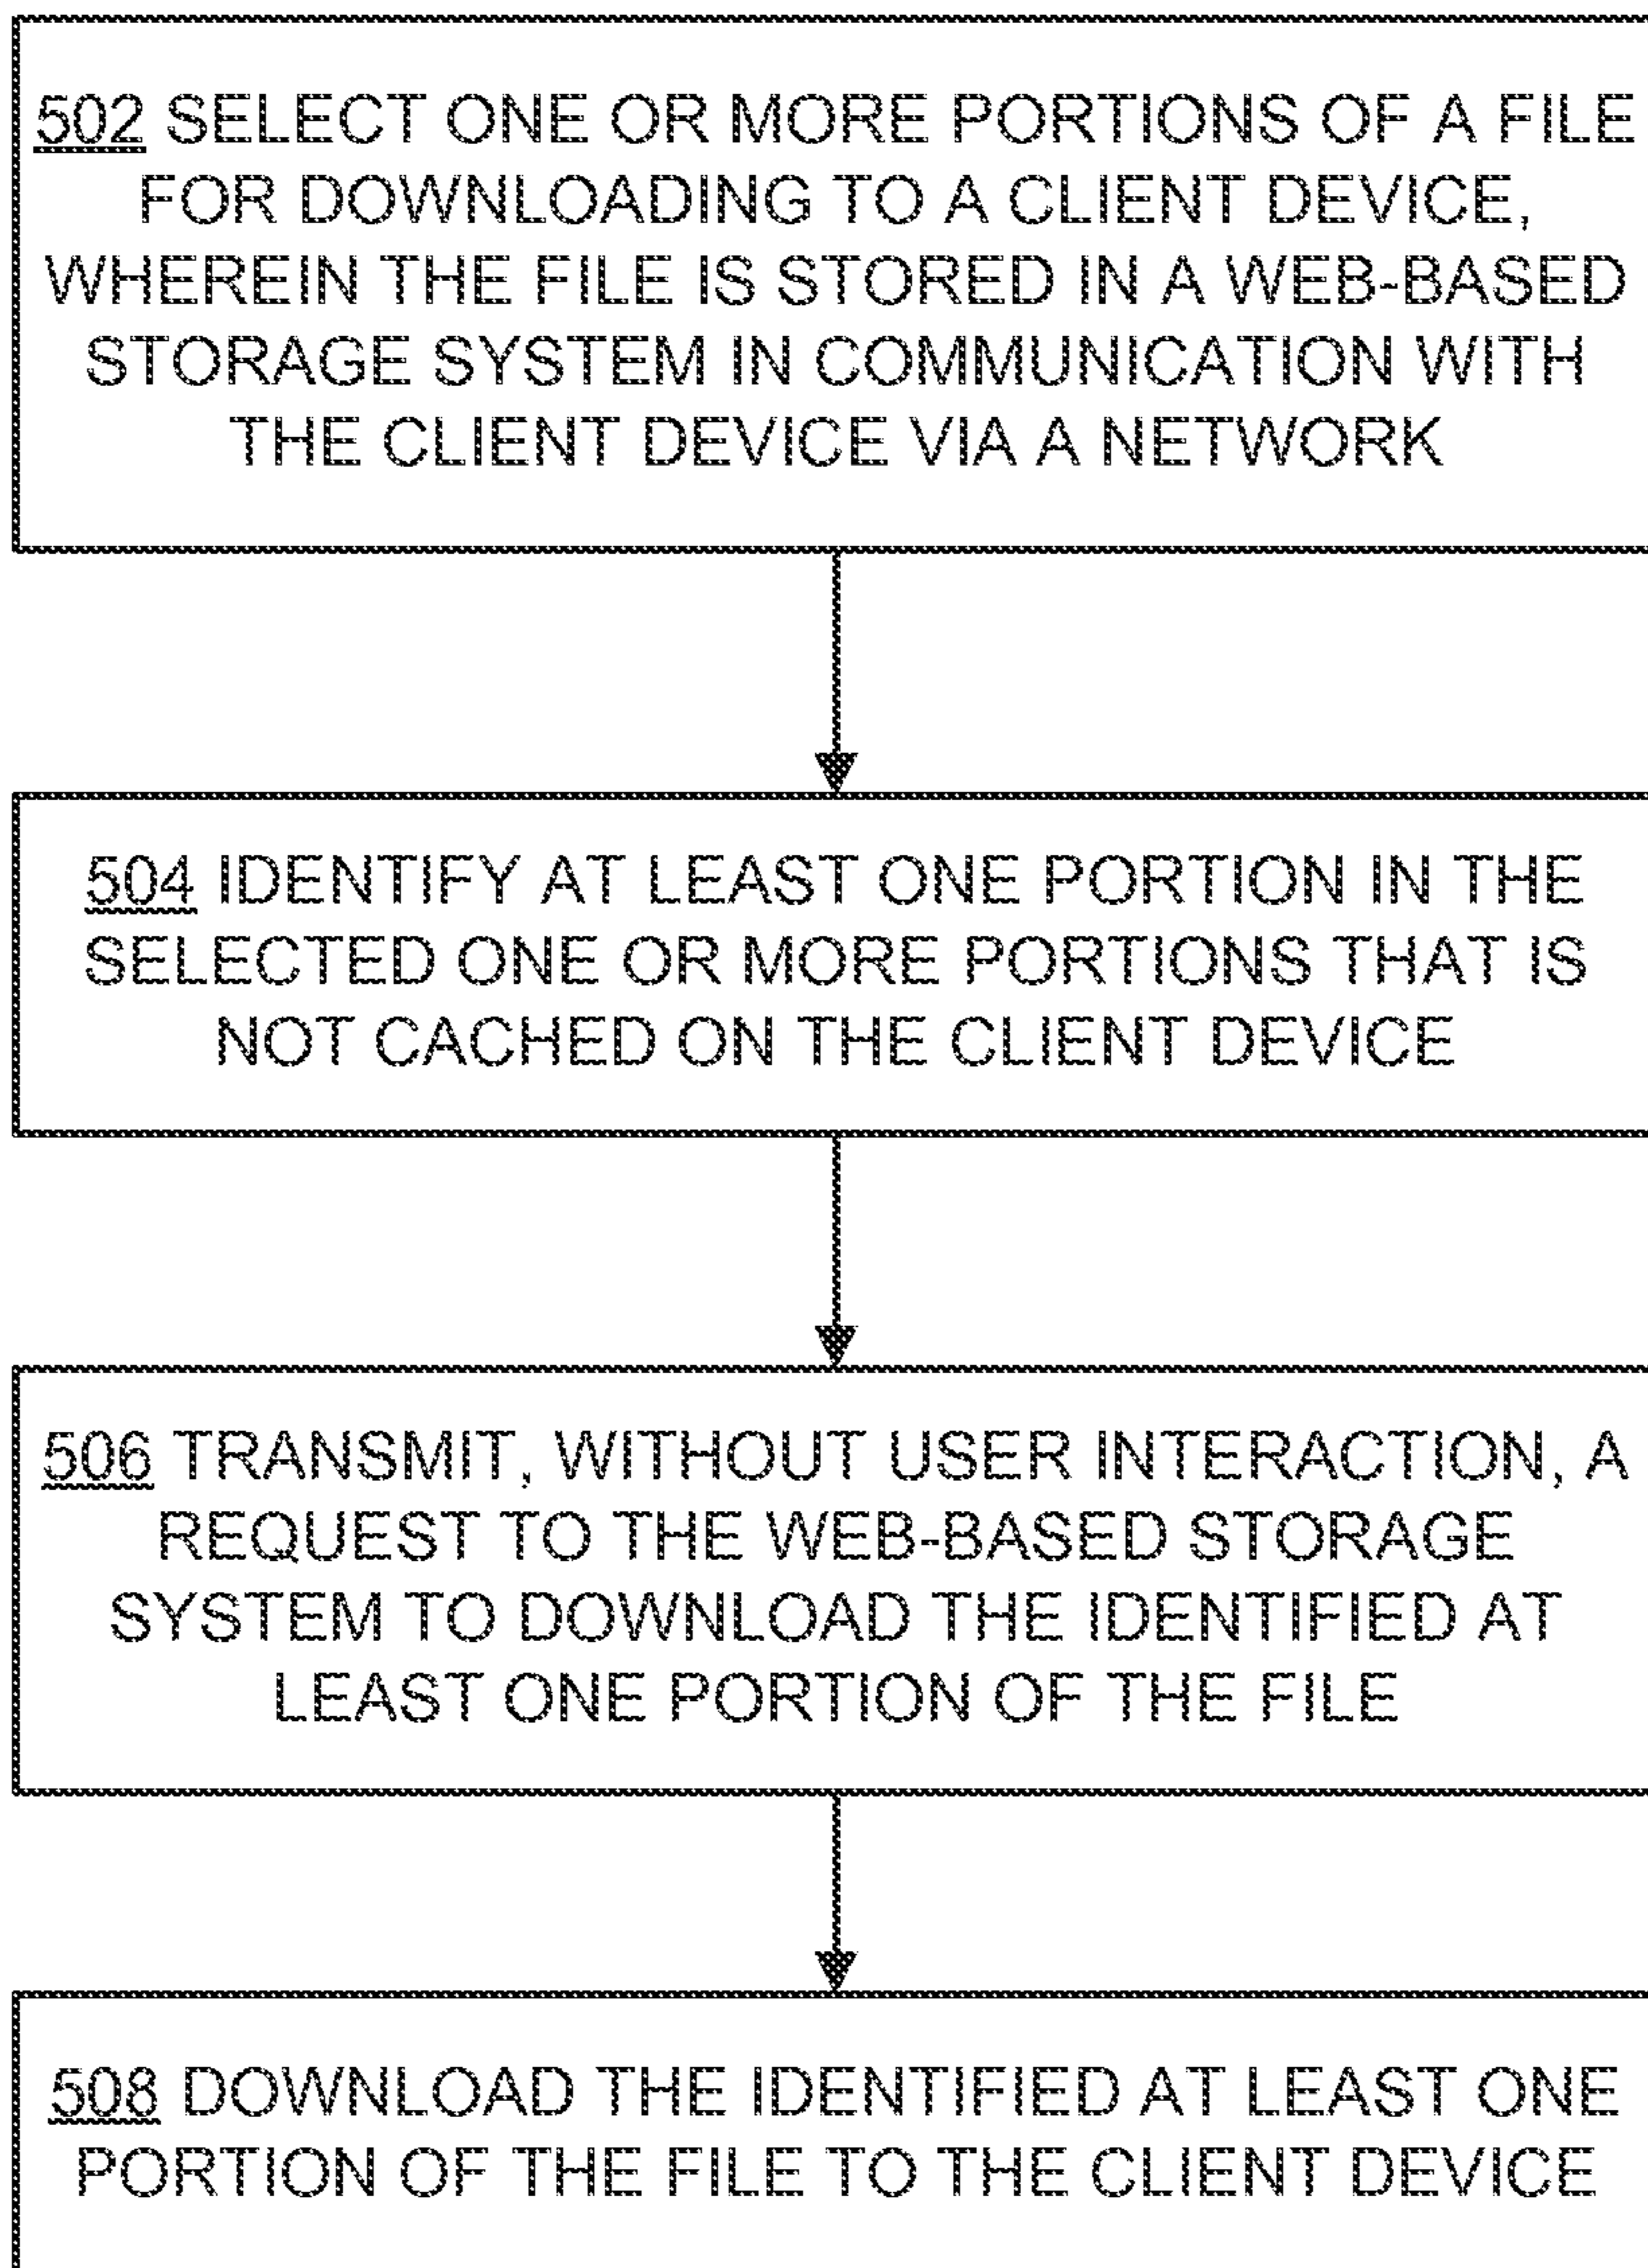 502 SELECT ONE OR MORE PORTIONS OF A FILE
FOR DOWNLOADING TO A CLIENT DEVICE,
WHEREIN THE FILE IS STORED IN A WEB-BASED
STORAGE SYSTEM IN COMMUNICATION WITH
THE CLIENT DEVICE VIA A NETWORK
504 IDENTIFY AT LEAST ONE PORTION IN THE
SELECTED ONE OR MORE PORTIONS THAT IS
NOT CACHED ON THE CLIENT DEVICE
506 TRANSMIT, WITHOUT USER INTERACTION, A
REQUEST TO THE WEB-BASED STORAGE
SYSTEM TO DOWNLOAD THE IDENTIFIED AT
LEAST ONE PORTION OF THE FILE
508 DOWNLOAD THE IDENTIFIED AT LEAST ONE
PORTION OF THE FILE TO THE CLIENT DEVICE